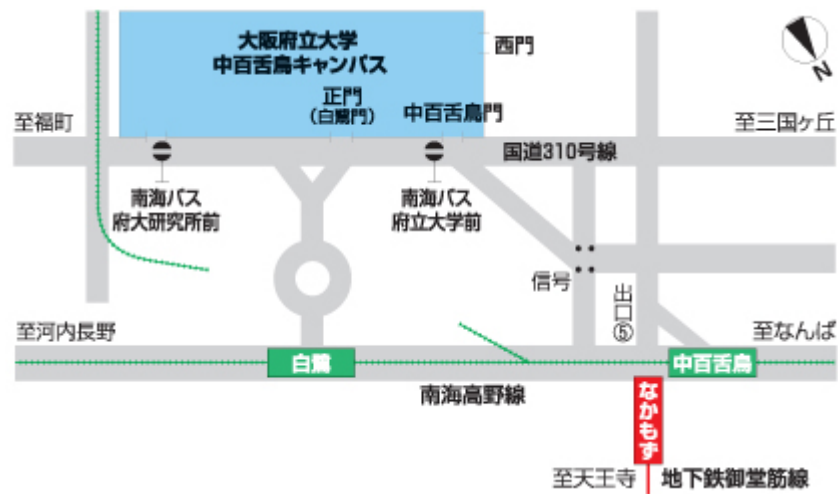 大阪府立大学
中百舌鳥キャンパス
西門
N
正門
(白鷺門)
中百舌鳥門
至福町
至三国ヶ丘
国道310号線
南海バス
府大研究所前
南海バス
府立大学前
信号
出口⑤
至河内長野
至なんば
白鷺
中百舌鳥
南海高野線
なかもず
至天王寺
地下鉄御堂筋線